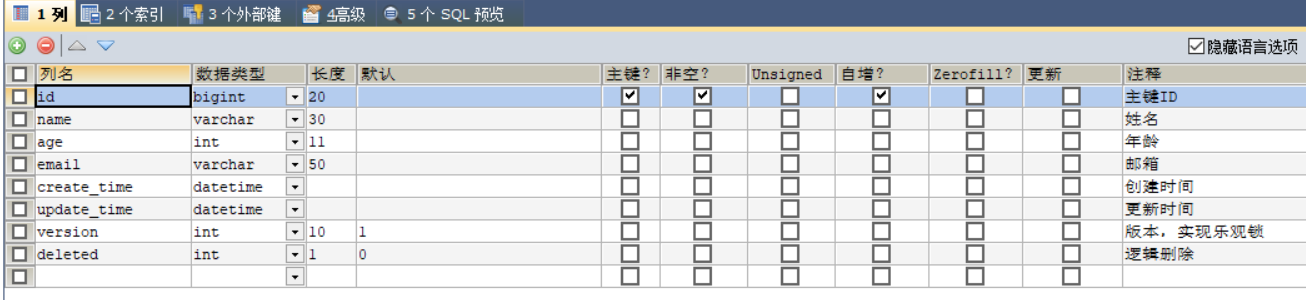 1 列 2 个索引 3 个外部键 4高级 5 个 SQL 预览
隐藏语言选项
列名 数据类型 长度 默认 主键? 非空? Unsigned 自增? Zerofill? 更新 注释
id bigint 20 主键ID
name varchar 30 姓名
age int 11 年龄
email varchar 50 邮箱
create_time datetime 创建时间
update_time datetime 更新时间
version int 10 1 版本,实现乐观锁
deleted int 1 0 逻辑删除